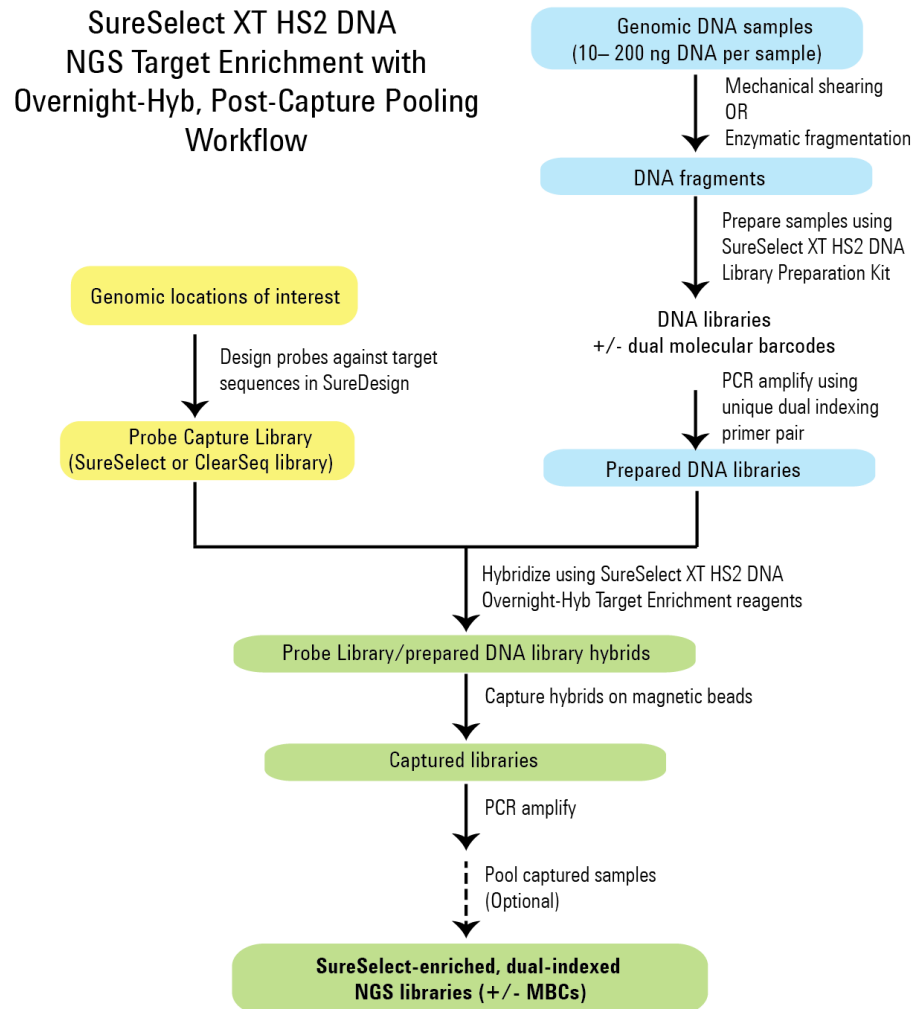 SureSelect XT HS2 DNA
NGS Target Enrichment with
Overnight-Hyb, Post-Capture Pooling
Workflow
Genomic DNA samples
(10– 200 ng DNA per sample)
Mechanical shearing
OR
Enzymatic fragmentation
DNA fragments
Prepare samples using
SureSelect XT HS2 DNA
Library Preparation Kit
DNA libraries
+/- dual molecular barcodes
PCR amplify using
unique dual indexing
primer pair
Prepared DNA libraries
Genomic locations of interest
Design probes against target
sequences in SureDesign
Probe Capture Library
(SureSelect or ClearSeq library)
Hybridize using SureSelect XT HS2 DNA
Overnight-Hyb Target Enrichment reagents
Probe Library/prepared DNA library hybrids
Capture hybrids on magnetic beads
Captured libraries
PCR amplify
Pool captured samples
(Optional)
SureSelect-enriched, dual-indexed
NGS libraries (+/- MBCs)